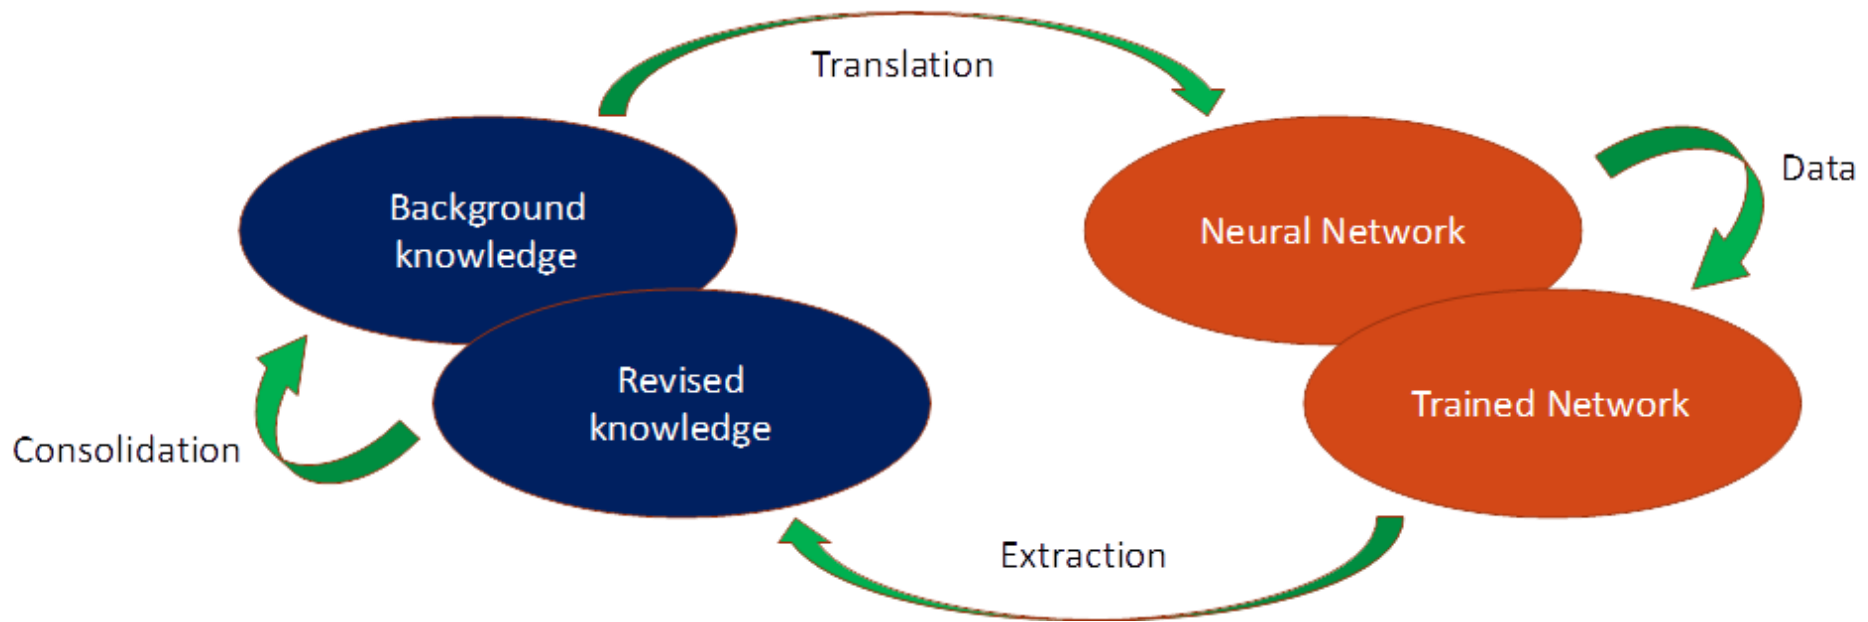 Translation
Background
knowledge
Neural Network
Data
Revised
knowledge
Trained Network
Consolidation
Extraction